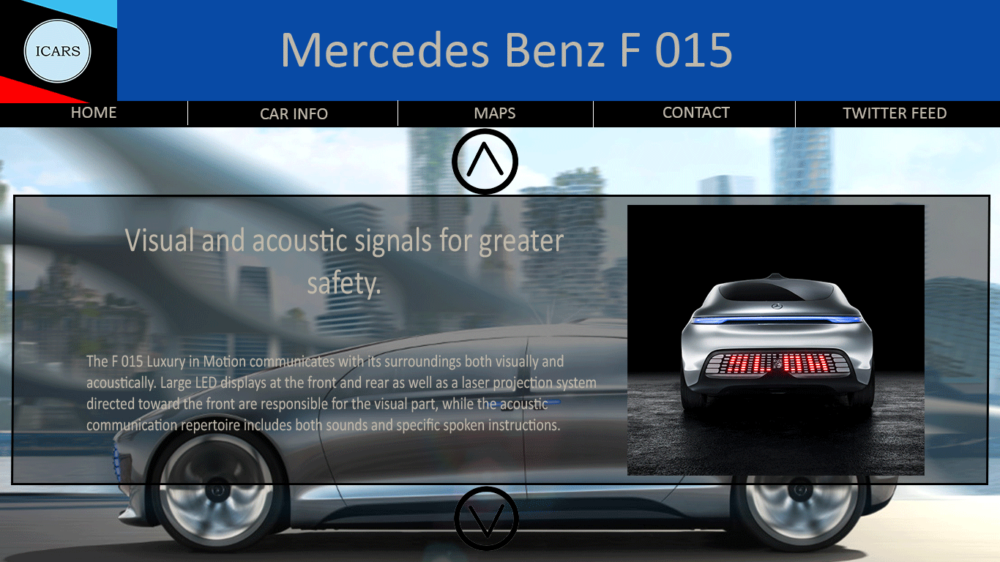 ICARS
Mercedes Benz F 015
HOME
CAR INFO
MAPS
CONTACT
TWITTER FEED
Visual and acoustic signals for greater
safety.
The F 015 Luxury in Motion communicates with its surroundings both visually and
acoustically. Large LED displays at the front and rear as well as a laser projection system
directed toward the front are responsible for the visual part, while the acoustic
communication repertoire includes both sounds and specific spoken instructions.